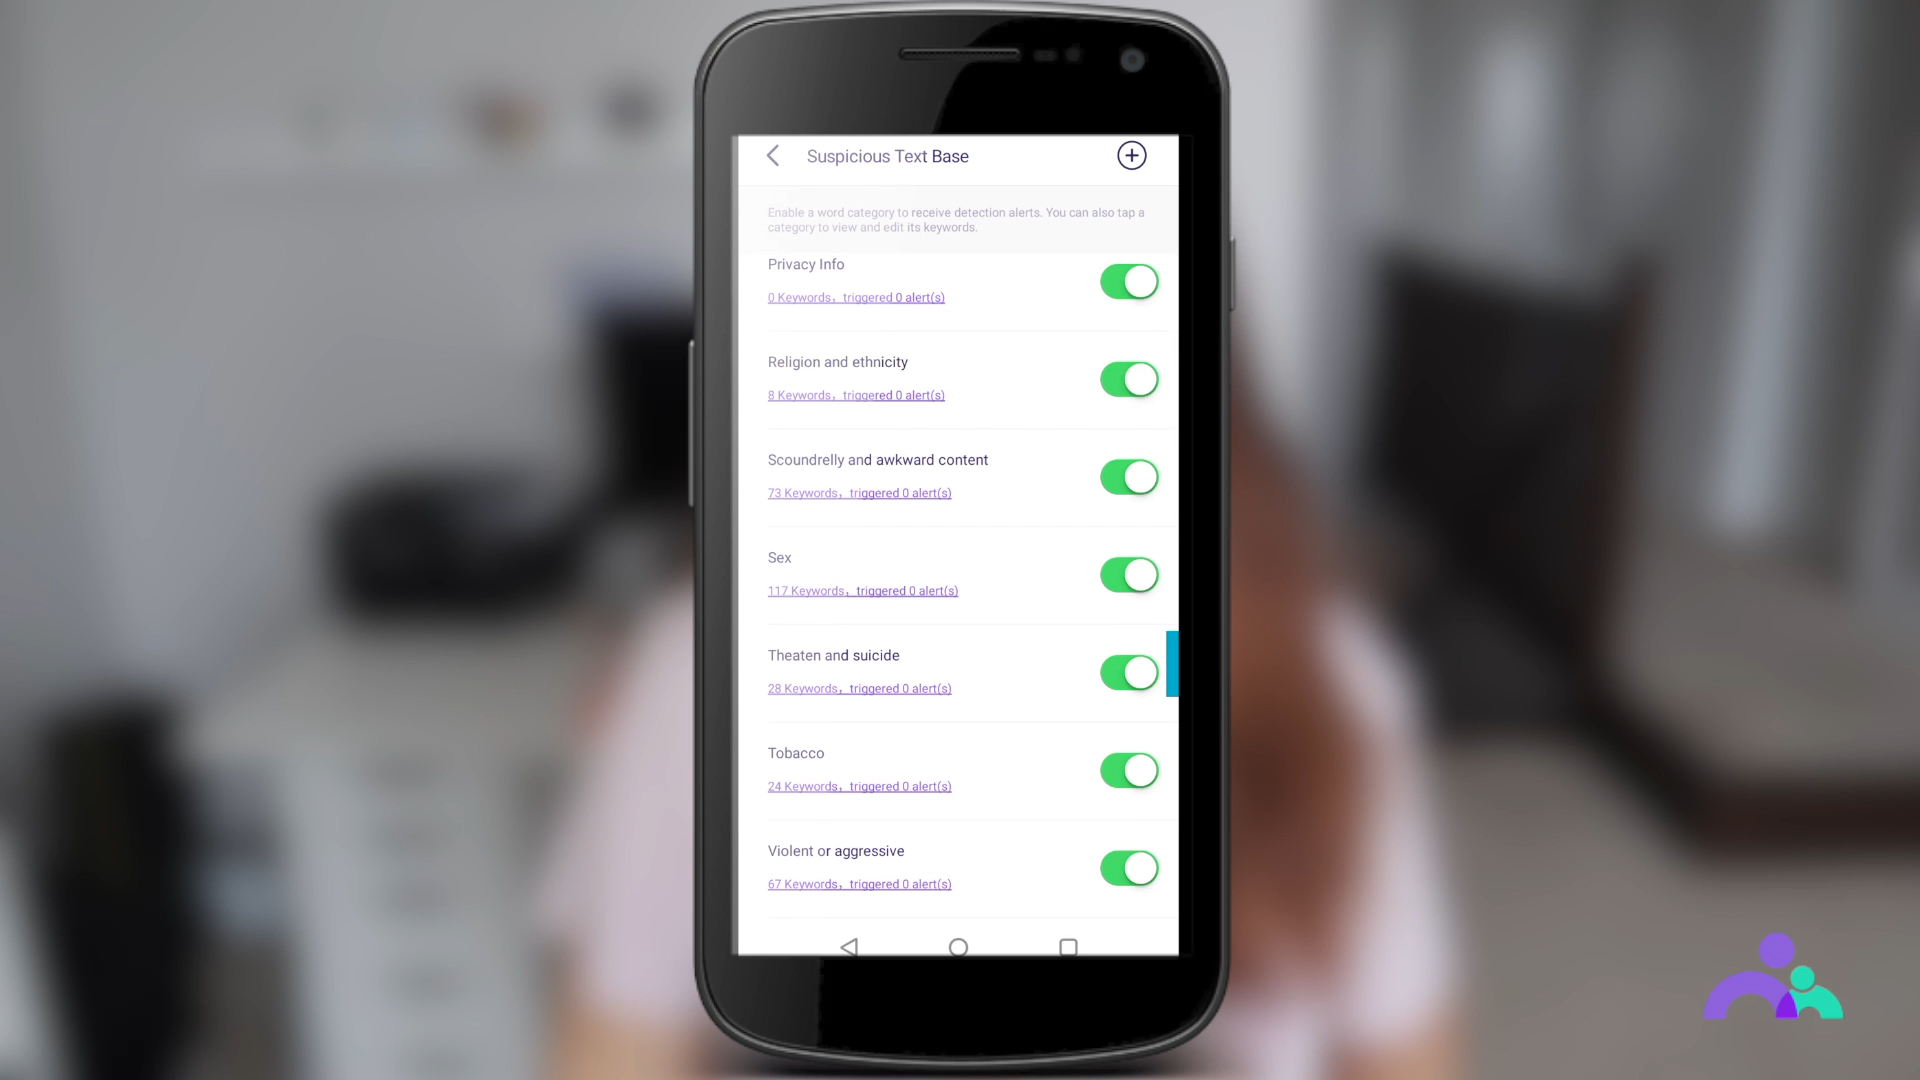 Suspicious Text Base
Enable a word category to receive detection alerts. You can also tap a
category to view and edit its keywords.
Privacy Info
0 Keywords，triggered 0 alert(s)
Religion and ethnicity
8 Keywords，triggered 0 alert(s)
Scoundrelly and awkward content
73 Keywords，triggered 0 alert(s)
Sex
117 Keywords，triggered 0 alert(s)
Theaten and suicide
28 Keywords，triggered 0 alert(s)
Tobacco
24 Keywords，triggered 0 alert(s)
Violent or aggressive
67 Keywords，triggered 0 alert(s)